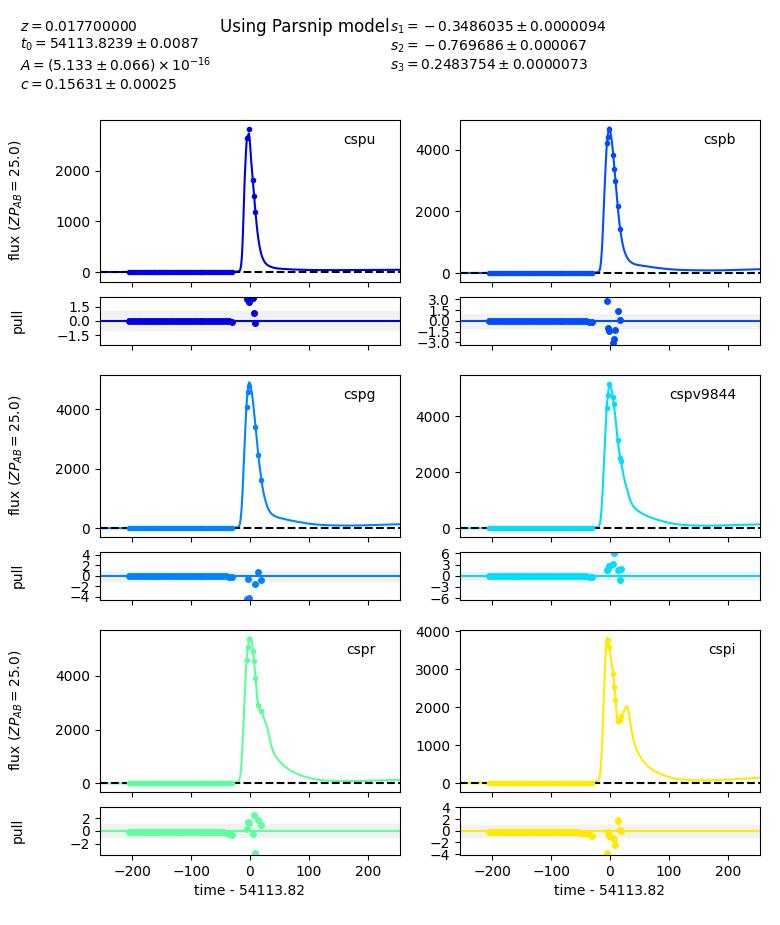 Using Parsnip model
z = 0.017700000
t₀ = 54113.8239 ± 0.0087
A = (5.133 ± 0.066) × 10⁻¹⁶
c = 0.15631 ± 0.00025
s₁ = −0.3486035 ± 0.0000094
s₂ = −0.769686 ± 0.000067
s₃ = 0.2483754 ± 0.0000073
flux (ZP_AB = 25.0)
cspu
2000
1000
0
cspb
4000
2000
0
pull
1.5
0.0
−1.5
3.0
1.5
0.0
−1.5
−3.0
flux (ZP_AB = 25.0)
cspg
4000
2000
0
cspv9844
4000
2000
0
pull
4
2
0
−2
−4
6
3
0
−3
−6
flux (ZP_AB = 25.0)
cspr
4000
2000
0
cspi
4000
3000
2000
1000
0
pull
2
0
−2
4
2
0
−2
−4
−200 −100 0 100 200
−200 −100 0 100 200
time - 54113.82
time - 54113.82